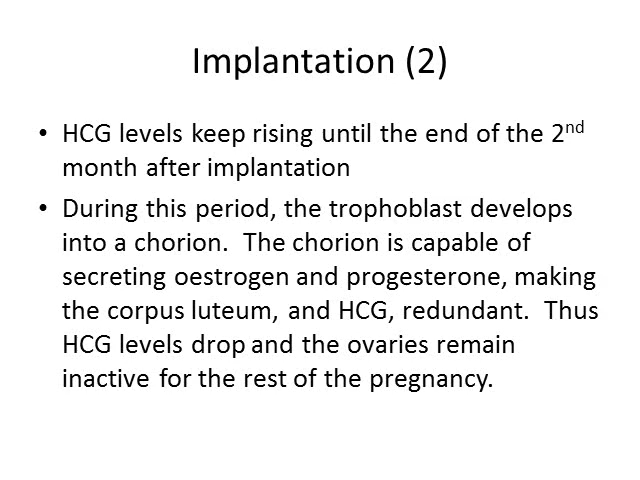 Implantation (2)
• HCG levels keep rising until the end of the 2nd
month after implantation
• During this period, the trophoblast develops
into a chorion.  The chorion is capable of
secreting oestrogen and progesterone, making
the corpus luteum, and HCG, redundant.  Thus
HCG levels drop and the ovaries remain
inactive for the rest of the pregnancy.